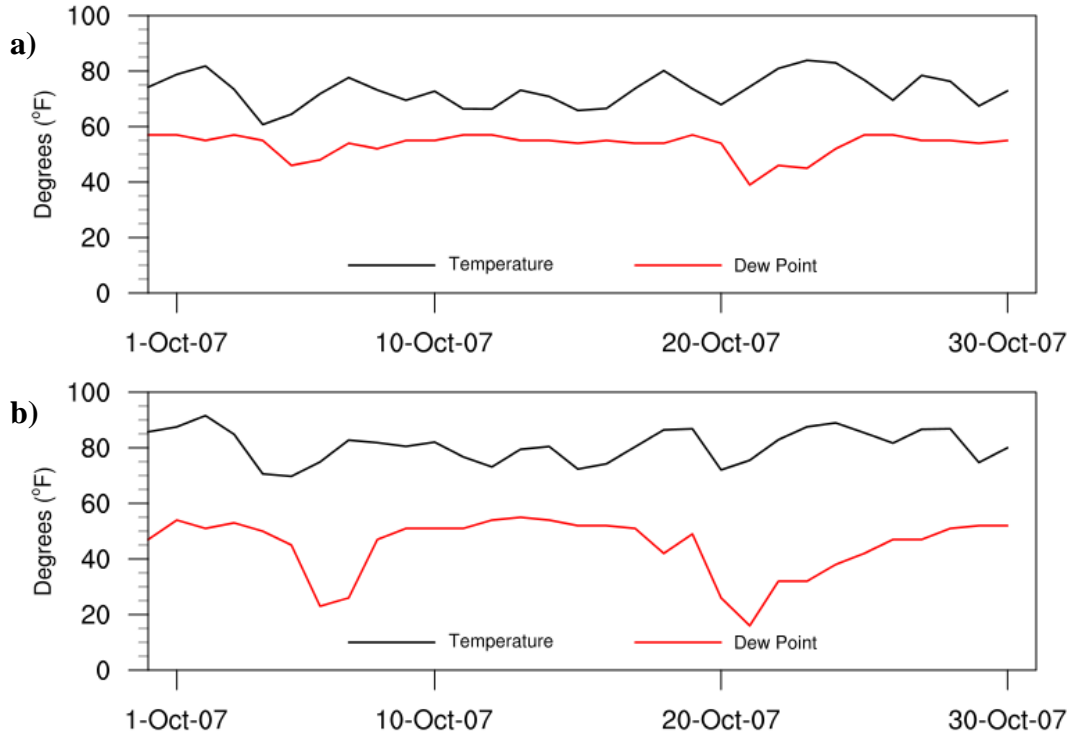 a)
100
80
60
40
20
0
Degrees (°F)
Temperature
Dew Point
1-Oct-07 10-Oct-07 20-Oct-07 30-Oct-07
b)
100
80
60
40
20
0
Degrees (°F)
Temperature
Dew Point
1-Oct-07 10-Oct-07 20-Oct-07 30-Oct-07